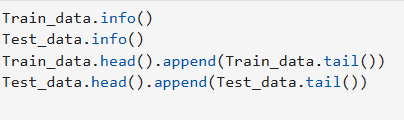 Train_data.info()
Test_data.info()
Train_data.head().append(Train_data.tail())
Test_data.head().append(Test_data.tail())